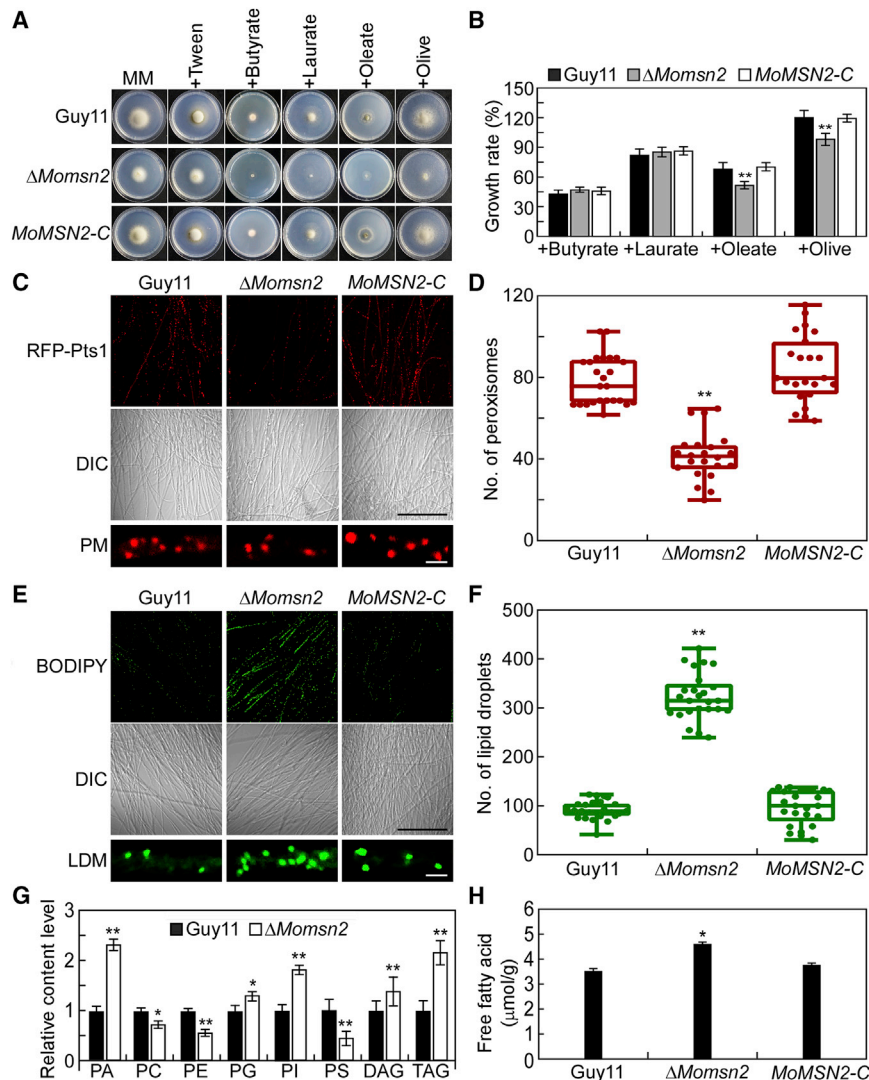 A
MM +Tween +Butyrate +Laurate +Oleate +Olive
Guy11
ΔMomsn2
MoMSN2-C
B
Guy11 ΔMomsn2 MoMSN2-C
Growth rate (%)
150
120
90
60
30
0
** **
+Butyrate +Laurate +Oleate +Olive
C
Guy11 ΔMomsn2 MoMSN2-C
RFP-Pts1
DIC
PM
D
No. of peroxisomes
120
80
40
0
**
Guy11 ΔMomsn2 MoMSN2-C
E
Guy11 ΔMomsn2 MoMSN2-C
BODIPY
DIC
LDM
F
No. of lipid droplets
500
400
300
200
100
0
**
Guy11 ΔMomsn2 MoMSN2-C
G
Guy11 ΔMomsn2
Relative content level
3
2
1
0
** * ** * ** ** ** **
PA PC PE PG PI PS DAG TAG
H
Free fatty acid
(μmol/g)
6
5
4
3
2
1
0
*
Guy11 ΔMomsn2 MoMSN2-C